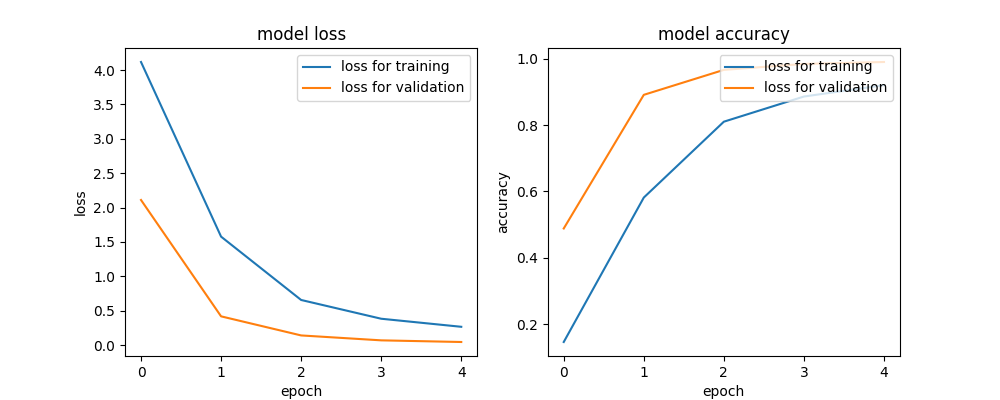 model loss
loss for training
loss for validation
4.0
3.5
3.0
2.5
2.0
1.5
1.0
0.5
0.0
loss
0 1 2 3 4
epoch
model accuracy
loss for training
loss for validation
1.0
0.8
0.6
0.4
0.2
accuracy
0 1 2 3 4
epoch